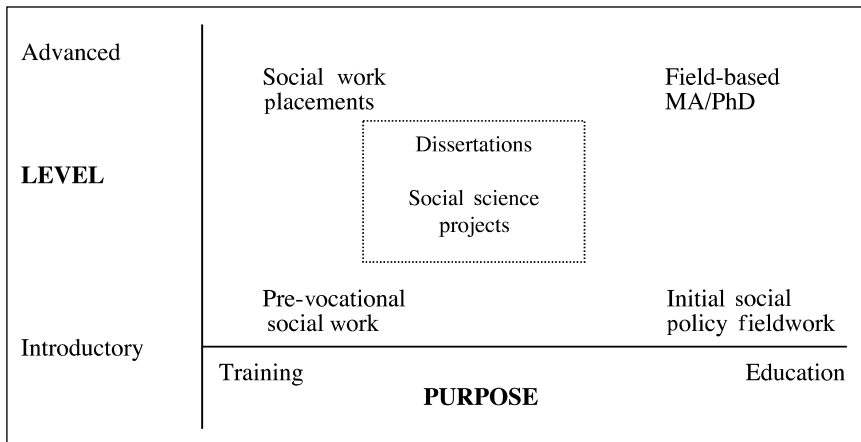 Advanced
Social work
placements
Field-based
MA/PhD
Dissertations
LEVEL
Social science
projects
Pre-vocational
social work
Initial social
policy fieldwork
Introductory
Training
Education
PURPOSE